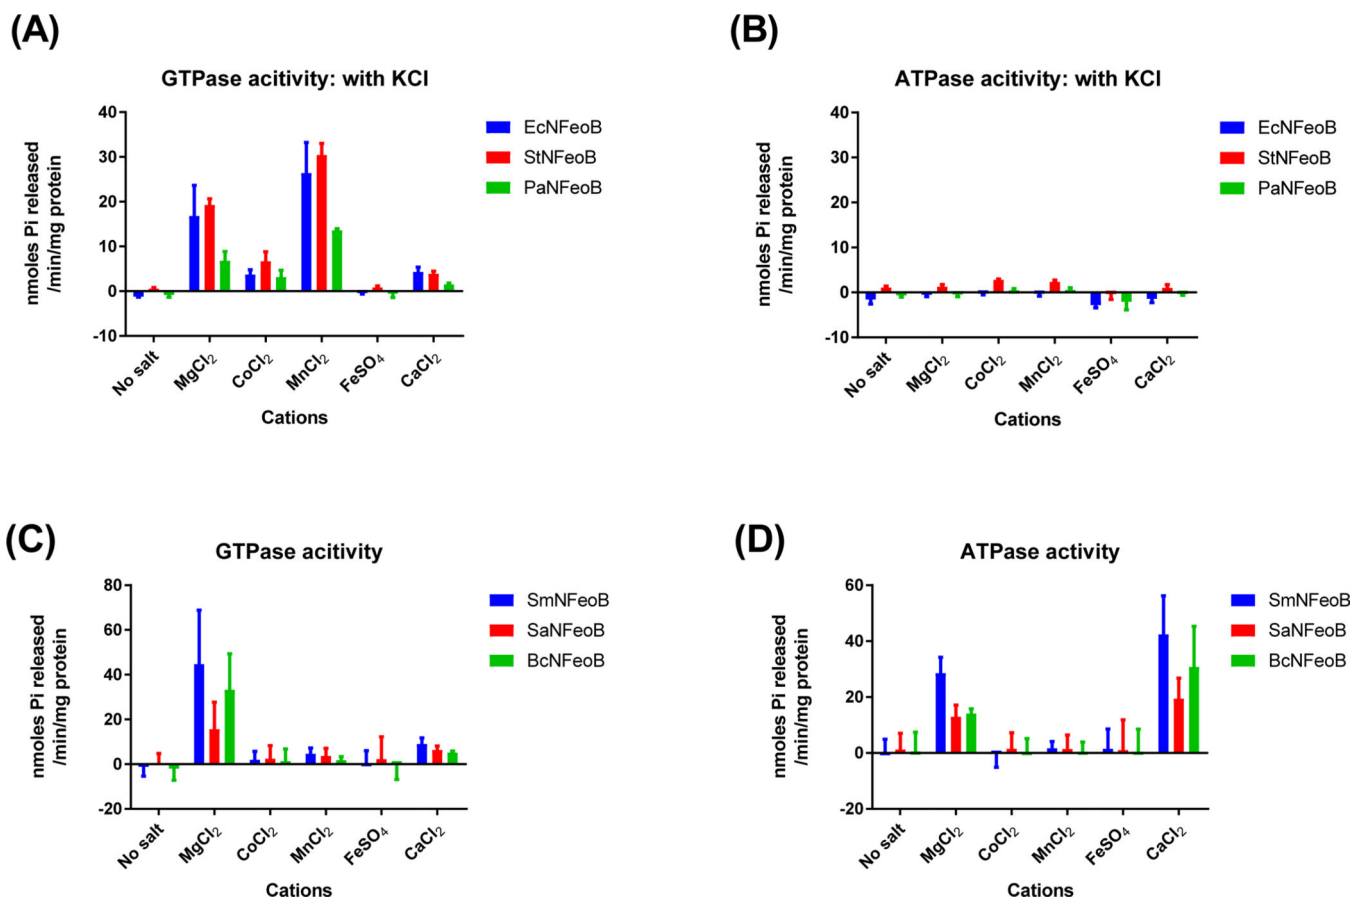 (A)
GTPase acitivity: with KCl
nmoles Pi released
/min/mg protein
40
30
20
10
0
-10
No salt
MgCl₂
CoCl₂
MnCl₂
FeSO₄
CaCl₂
Cations
EcNFeoB
StNFeoB
PaNFeoB
(B)
ATPase acitivity: with KCl
nmoles Pi released
/min/mg protein
40
30
20
10
0
-10
No salt
MgCl₂
CoCl₂
MnCl₂
FeSO₄
CaCl₂
Cations
EcNFeoB
StNFeoB
PaNFeoB
(C)
GTPase acitivity
nmoles Pi released
/min/mg protein
80
60
40
20
0
-20
No salt
MgCl₂
CoCl₂
MnCl₂
FeSO₄
CaCl₂
Cations
SmNFeoB
SaNFeoB
BcNFeoB
(D)
ATPase activity
nmoles Pi released
/min/mg protein
60
40
20
0
-20
No salt
MgCl₂
CoCl₂
MnCl₂
FeSO₄
CaCl₂
Cations
SmNFeoB
SaNFeoB
BcNFeoB